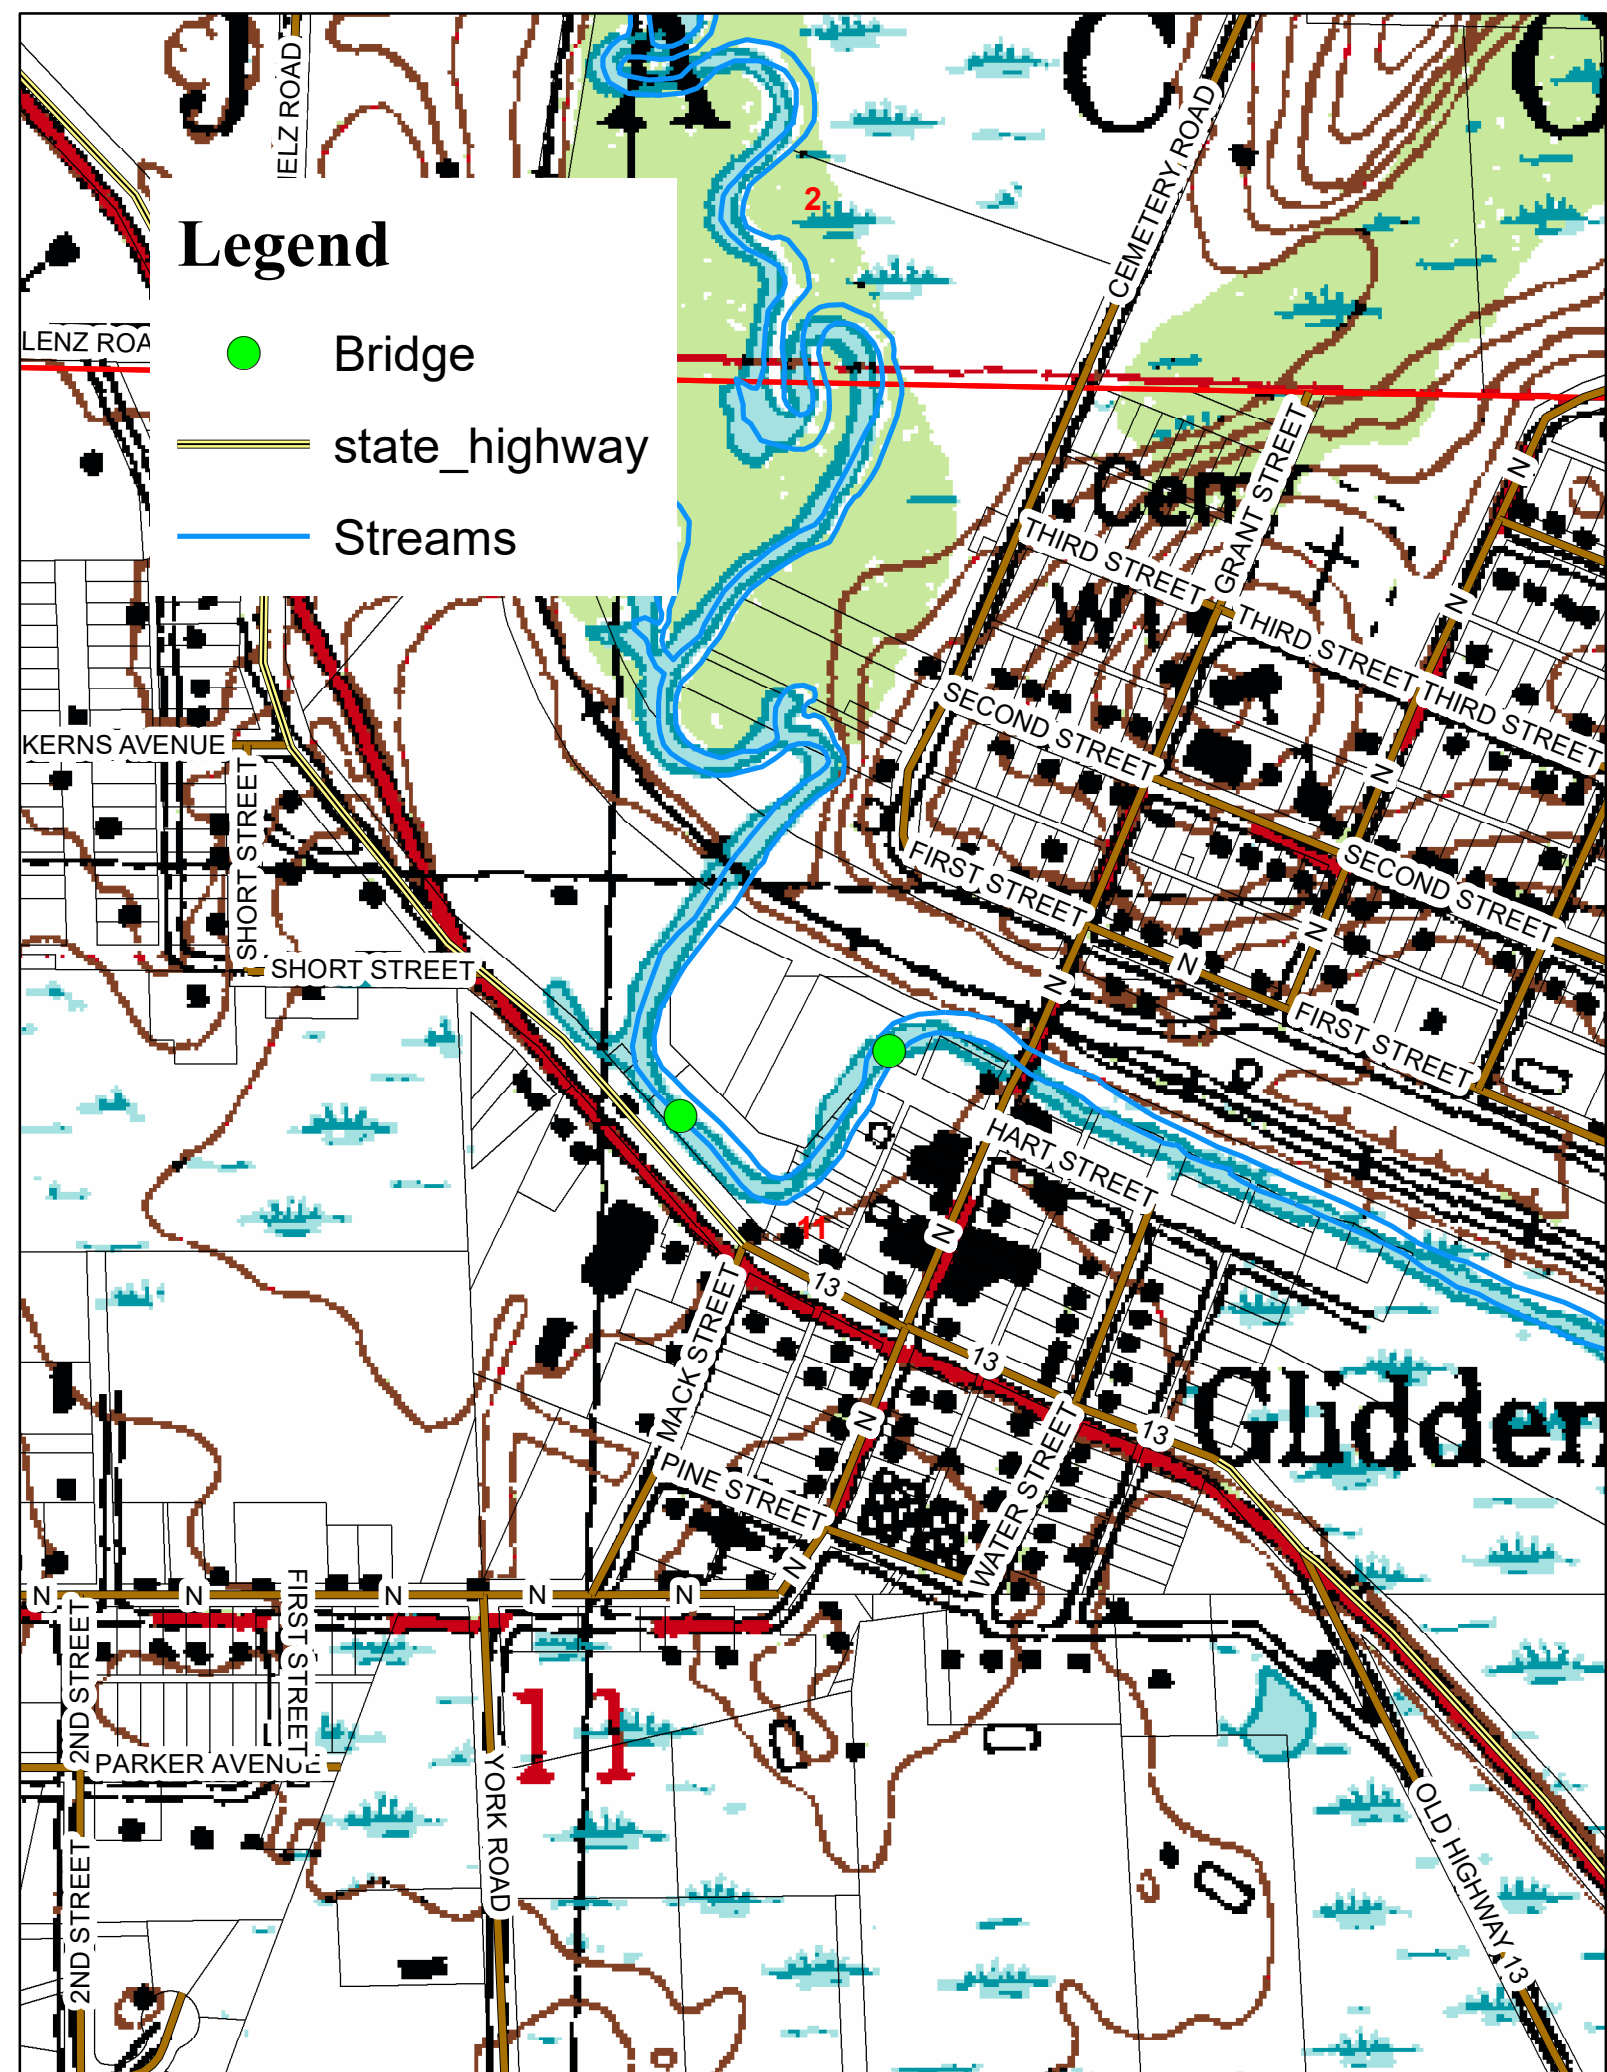 J
A
C
O
IELZ ROAD
CEMETERY ROAD
2
Legend
Bridge
state_highway
Streams
LENZ ROA
Cem
GRANT STREET
N
THIRD STREET
N
THIRD STREET
THIRD STREET
SECOND STREET
KERNS AVENUE
SHORT STREET
N
FIRST STREET
SECOND STREET
N
N
SHORT STREET
N
FIRST STREET
HART STREET
11
N
13
MACK STREET
13
N
13
Glidden
PINE STREET
WATER STREET
N
N
N
N
N
N
FIRST STREET
2ND STREET
11
PARKER AVENUE
YORK ROAD
OLD HIGHWAY 13
2ND STREET